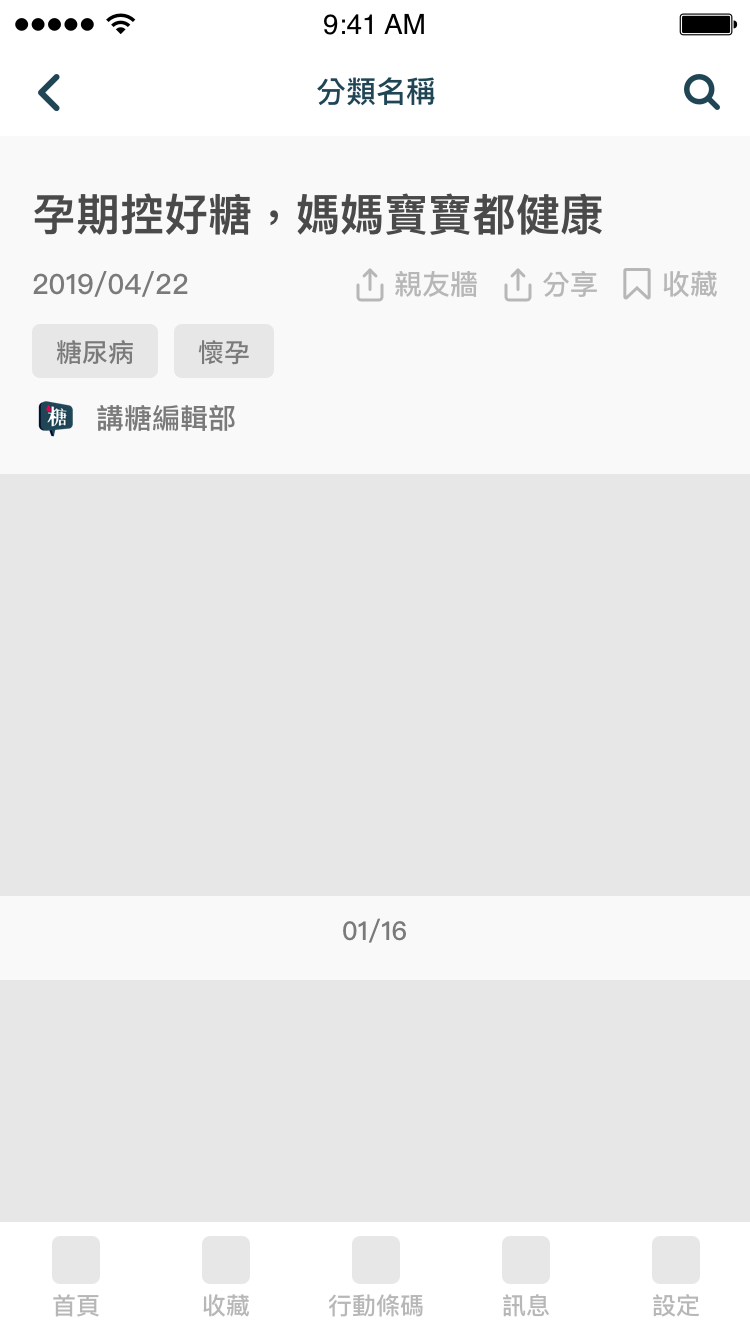 9:41 AM
分類名稱
孕期控好糖，媽媽寶寶都健康
2019/04/22 親友牆 分享 收藏
糖尿病 懷孕
糖 講糖編輯部
01/16
首頁 收藏 行動條碼 訊息 設定